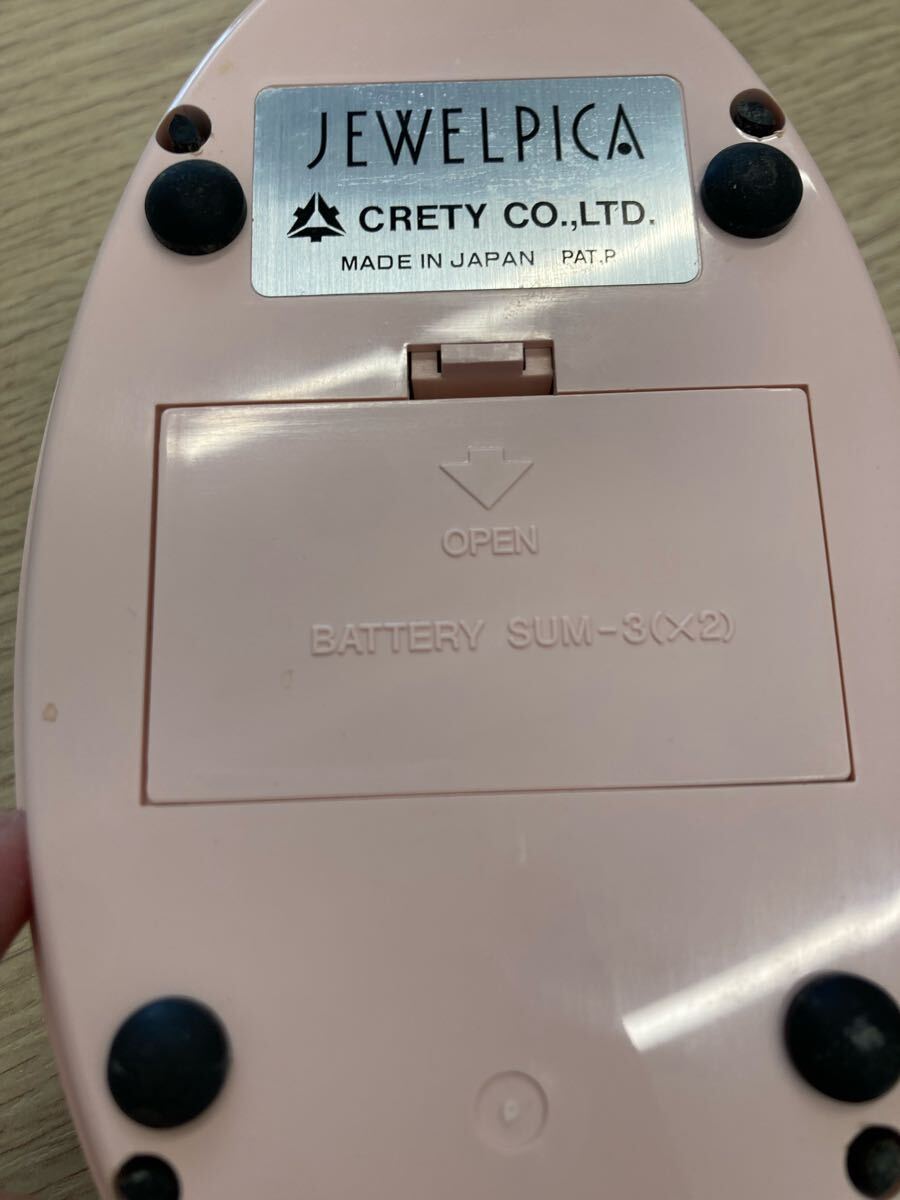 JEWELPICA
CRETY CO.,LTD.
MADE IN JAPAN PAT.P
OPEN
BATTERY SUM-3(×2)